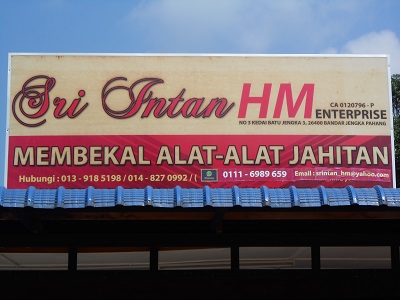 Sri Intan HM ENTERPRISE
CA 0120796 - P
NO 3 KEDAI BATU JENGKA 3, 26400 BANDAR JENGKA PAHANG
MEMBEKAL ALAT-ALAT JAHITAN
Hubungi : 013 - 918 5198 / 014 - 827 0992 / ( 0111 - 6989 659 Email : srintan_hm@yahoo.com